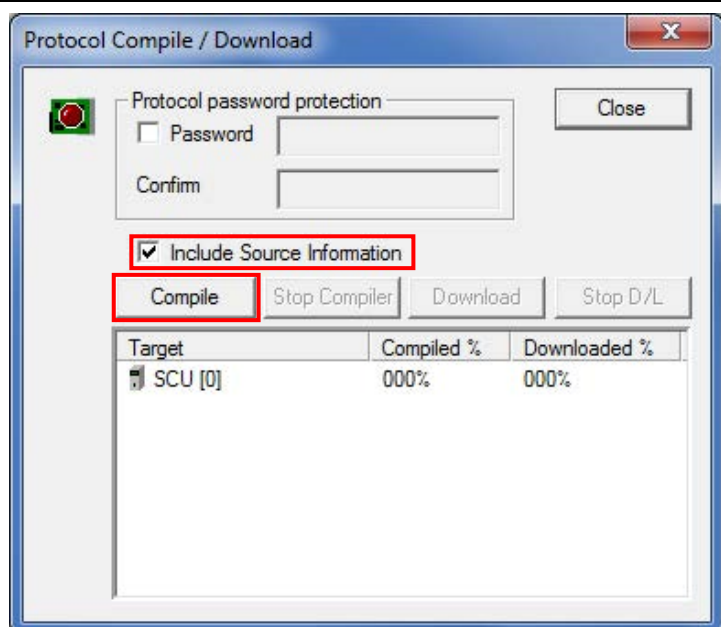 Protocol Compile / Download
Protocol password protection
Close
Password
Confirm
Include Source Information
Compile Stop Compiler Download Stop D/L
Target Compiled % Downloaded %
SCU [0] 000% 000%